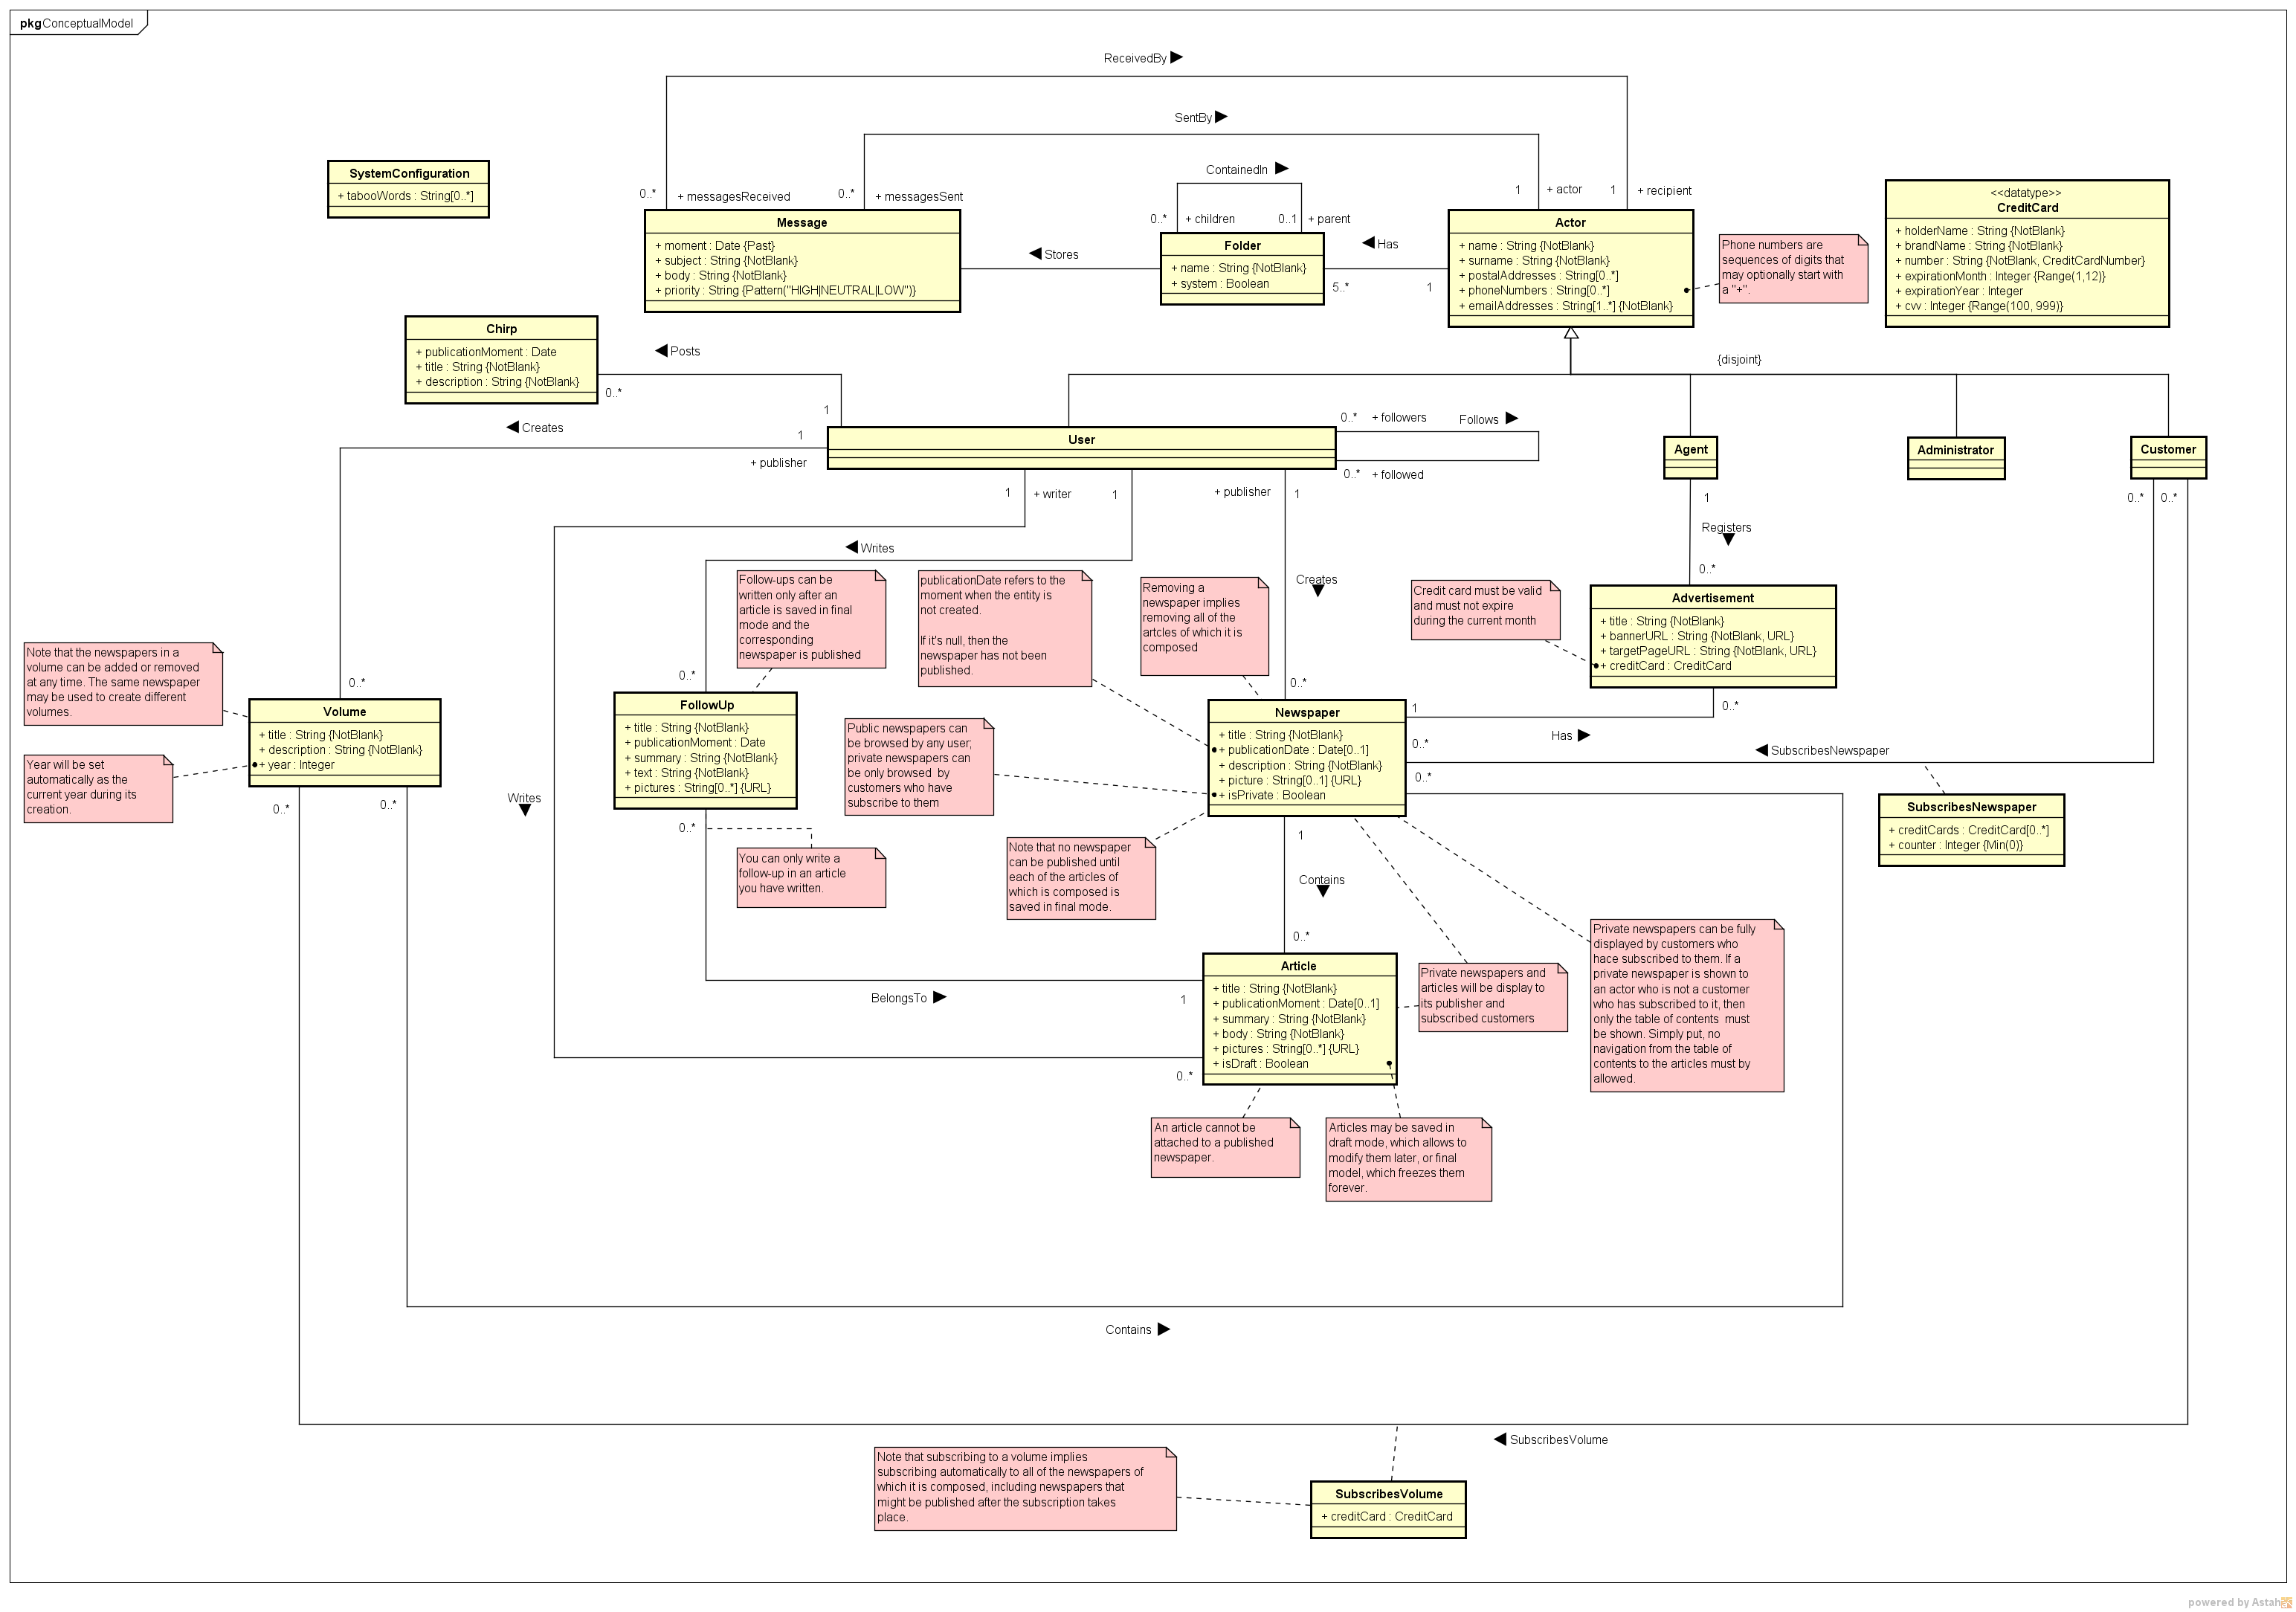 pkg ConceptualModel
ReceivedBy
SentBy
ContainedIn
SystemConfiguration
+ tabooWords : String[0..*]
0..*
+ messagesReceived
0..*
+ messagesSent
0..*
+ children
0..1
+ parent
1
+ actor
1
+ recipient
Message
+ moment : Date {Past}
+ subject : String {NotBlank}
+ body : String {NotBlank}
+ priority : String {Pattern("HIGH|NEUTRAL|LOW")}
Stores
Folder
+ name : String {NotBlank}
+ system : Boolean
Has
5..*
1
Actor
+ name : String {NotBlank}
+ surname : String {NotBlank}
+ postalAddresses : String[0..*]
+ phoneNumbers : String[0..*]
+ emailAddresses : String[1..*] {NotBlank}
Phone numbers are
sequences of digits that
may optionally start with
a "+".
<<datatype>>
CreditCard
+ holderName : String {NotBlank}
+ brandName : String {NotBlank}
+ number : String {NotBlank, CreditCardNumber}
+ expirationMonth : Integer {Range(1,12)}
+ expirationYear : Integer
+ cvv : Integer {Range(100, 999)}
Chirp
+ publicationMoment : Date
+ title : String {NotBlank}
+ description : String {NotBlank}
Posts
0..*
1
{disjoint}
Creates
1
+ publisher
User
0..*
+ followers
Follows
0..*
+ followed
Agent
Administrator
Customer
1
+ writer
1
+ publisher
1
1
0..*
0..*
Registers
Writes
Creates
0..*
Follow-ups can be
written only after an
article is saved in final
mode and the
corresponding
newspaper is published
publicationDate refers to the
moment when the entity is
not created.
If it's null, then the
newspaper has not been
published.
Removing a
newspaper implies
removing all of the
artcles of which it is
composed
Credit card must be valid
and must not expire
during the current month
Advertisement
+ title : String {NotBlank}
+ bannerURL : String {NotBlank, URL}
+ targetPageURL : String {NotBlank, URL}
+ creditCard : CreditCard
Note that the newspapers in a
volume can be added or removed
at any time. The same newspaper
may be used to create different
volumes.
0..*
0..*
0..*
Volume
+ title : String {NotBlank}
+ description : String {NotBlank}
+ year : Integer
Year will be set
automatically as the
current year during its
creation.
FollowUp
+ title : String {NotBlank}
+ publicationMoment : Date
+ summary : String {NotBlank}
+ text : String {NotBlank}
+ pictures : String[0..*] {URL}
Public newspapers can
be browsed by any user;
private newspapers can
be only browsed  by
customers who have
subscribe to them
Newspaper
+ title : String {NotBlank}
+ publicationDate : Date[0..1]
+ description : String {NotBlank}
+ picture : String[0..1] {URL}
+ isPrivate : Boolean
1
0..*
Has
0..*
SubscribesNewspaper
0..*
SubscribesNewspaper
+ creditCards : CreditCard[0..*]
+ counter : Integer {Min(0)}
0..*
0..*
Writes
0..*
You can only write a
follow-up in an article
you have written.
Note that no newspaper
can be published until
each of the articles of
which is composed is
saved in final mode.
1
Contains
0..*
Private newspapers can be fully
displayed by customers who
hace subscribed to them. If a
private newspaper is shown to
an actor who is not a customer
who has subscribed to it, then
only the table of contents  must
be shown. Simply put, no
navigation from the table of
contents to the articles must by
allowed.
BelongsTo
1
0..*
Article
+ title : String {NotBlank}
+ publicationMoment : Date[0..1]
+ summary : String {NotBlank}
+ body : String {NotBlank}
+ pictures : String[0..*] {URL}
+ isDraft : Boolean
Private newspapers and
articles will be display to
its publisher and
subscribed customers
An article cannot be
attached to a published
newspaper.
Articles may be saved in
draft mode, which allows to
modify them later, or final
model, which freezes them
forever.
Contains
SubscribesVolume
Note that subscribing to a volume implies
subscribing automatically to all of the newspapers of
which it is composed, including newspapers that
might be published after the subscription takes
place.
SubscribesVolume
+ creditCard : CreditCard
powered by Astah